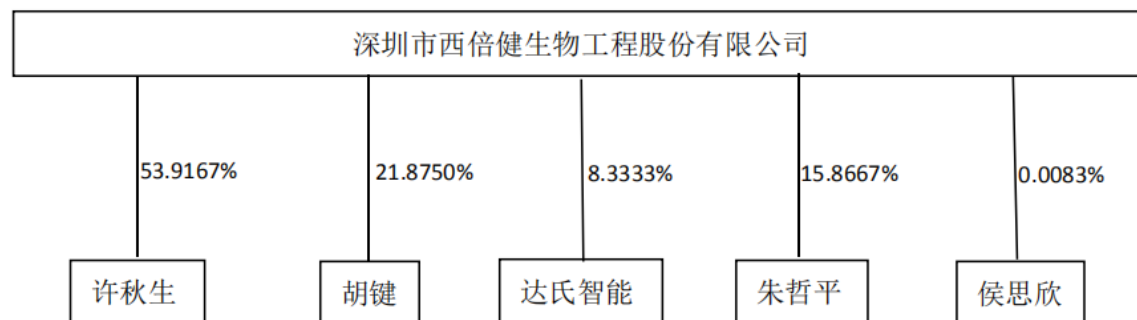 深圳市西倍健生物工程股份有限公司
53.9167%
21.8750%
8.3333%
15.8667%
0.0083%
许秋生
胡键
达氏智能
朱哲平
侯思欣